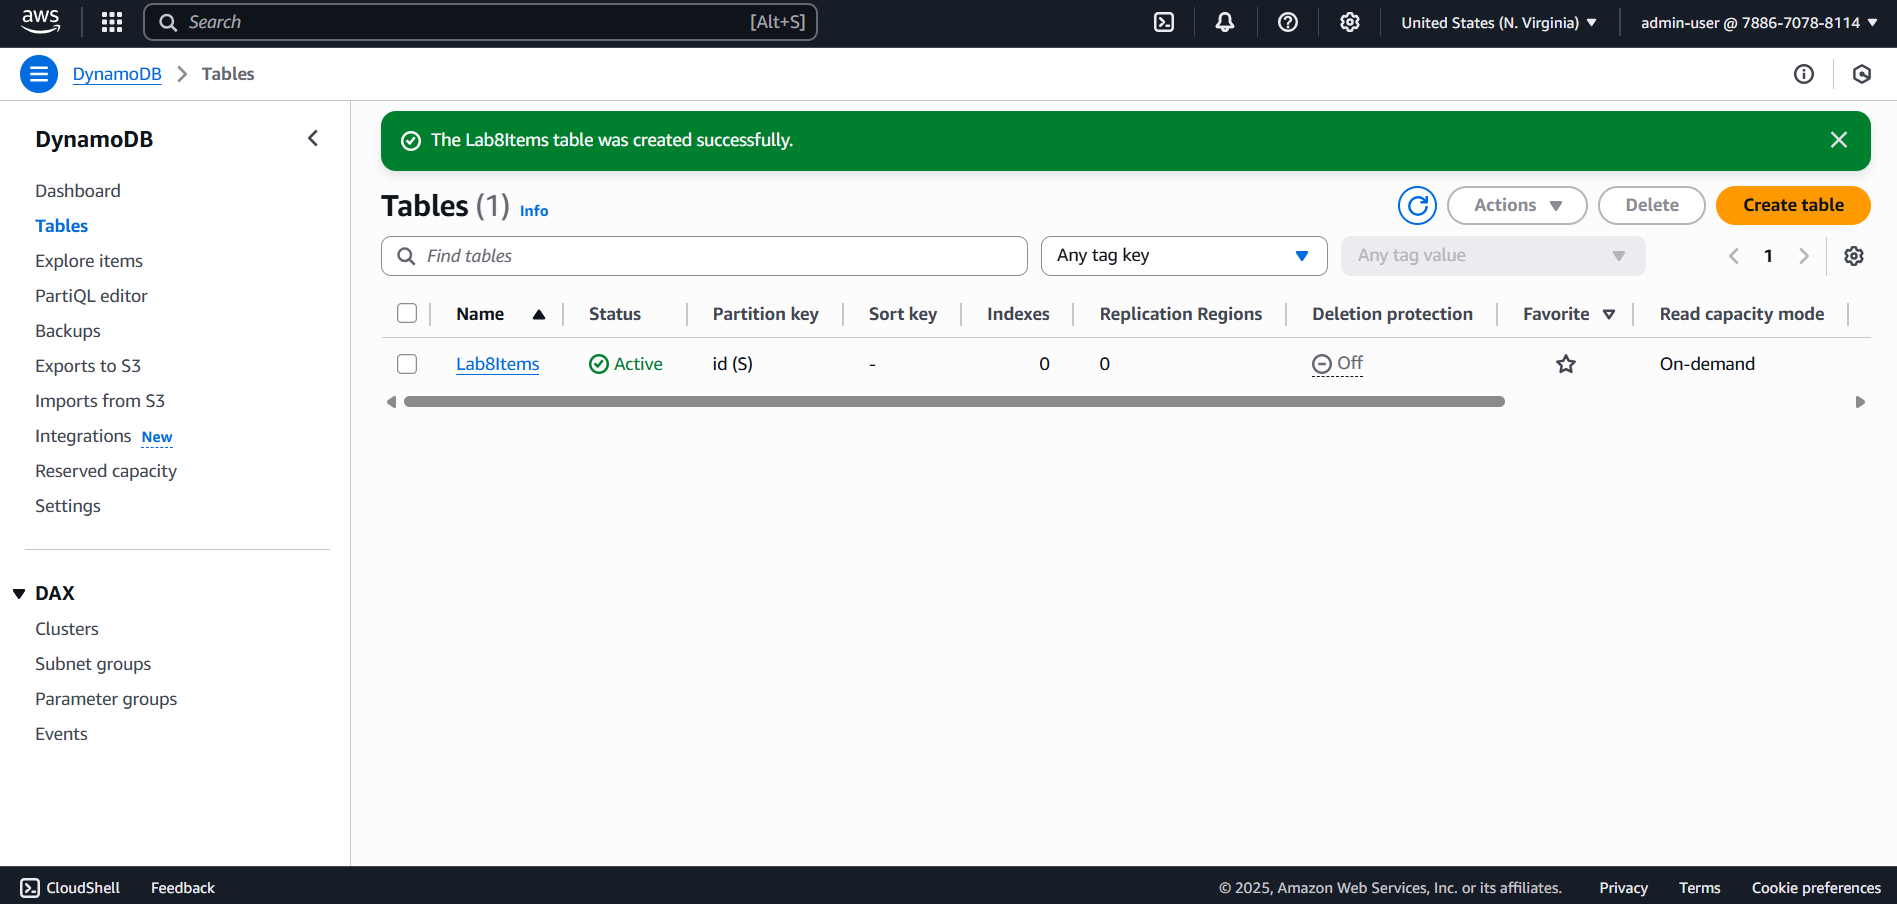 aws
Search [Alt+S] United States (N. Virginia) admin-user @ 7886-7078-8114
DynamoDB Tables
DynamoDB
Dashboard
Tables
Explore items
PartiQL editor
Backups
Exports to S3
Imports from S3
Integrations New
Reserved capacity
Settings
DAX
Clusters
Subnet groups
Parameter groups
Events
The Lab8Items table was created successfully.
Tables (1) Info Actions Delete Create table
Find tables Any tag key Any tag value 1
Name Status Partition key Sort key Indexes Replication Regions Deletion protection Favorite Read capacity mode
Lab8Items Active id (S) - 0 0 Off On-demand
CloudShell Feedback © 2025, Amazon Web Services, Inc. or its affiliates. Privacy Terms Cookie preferences